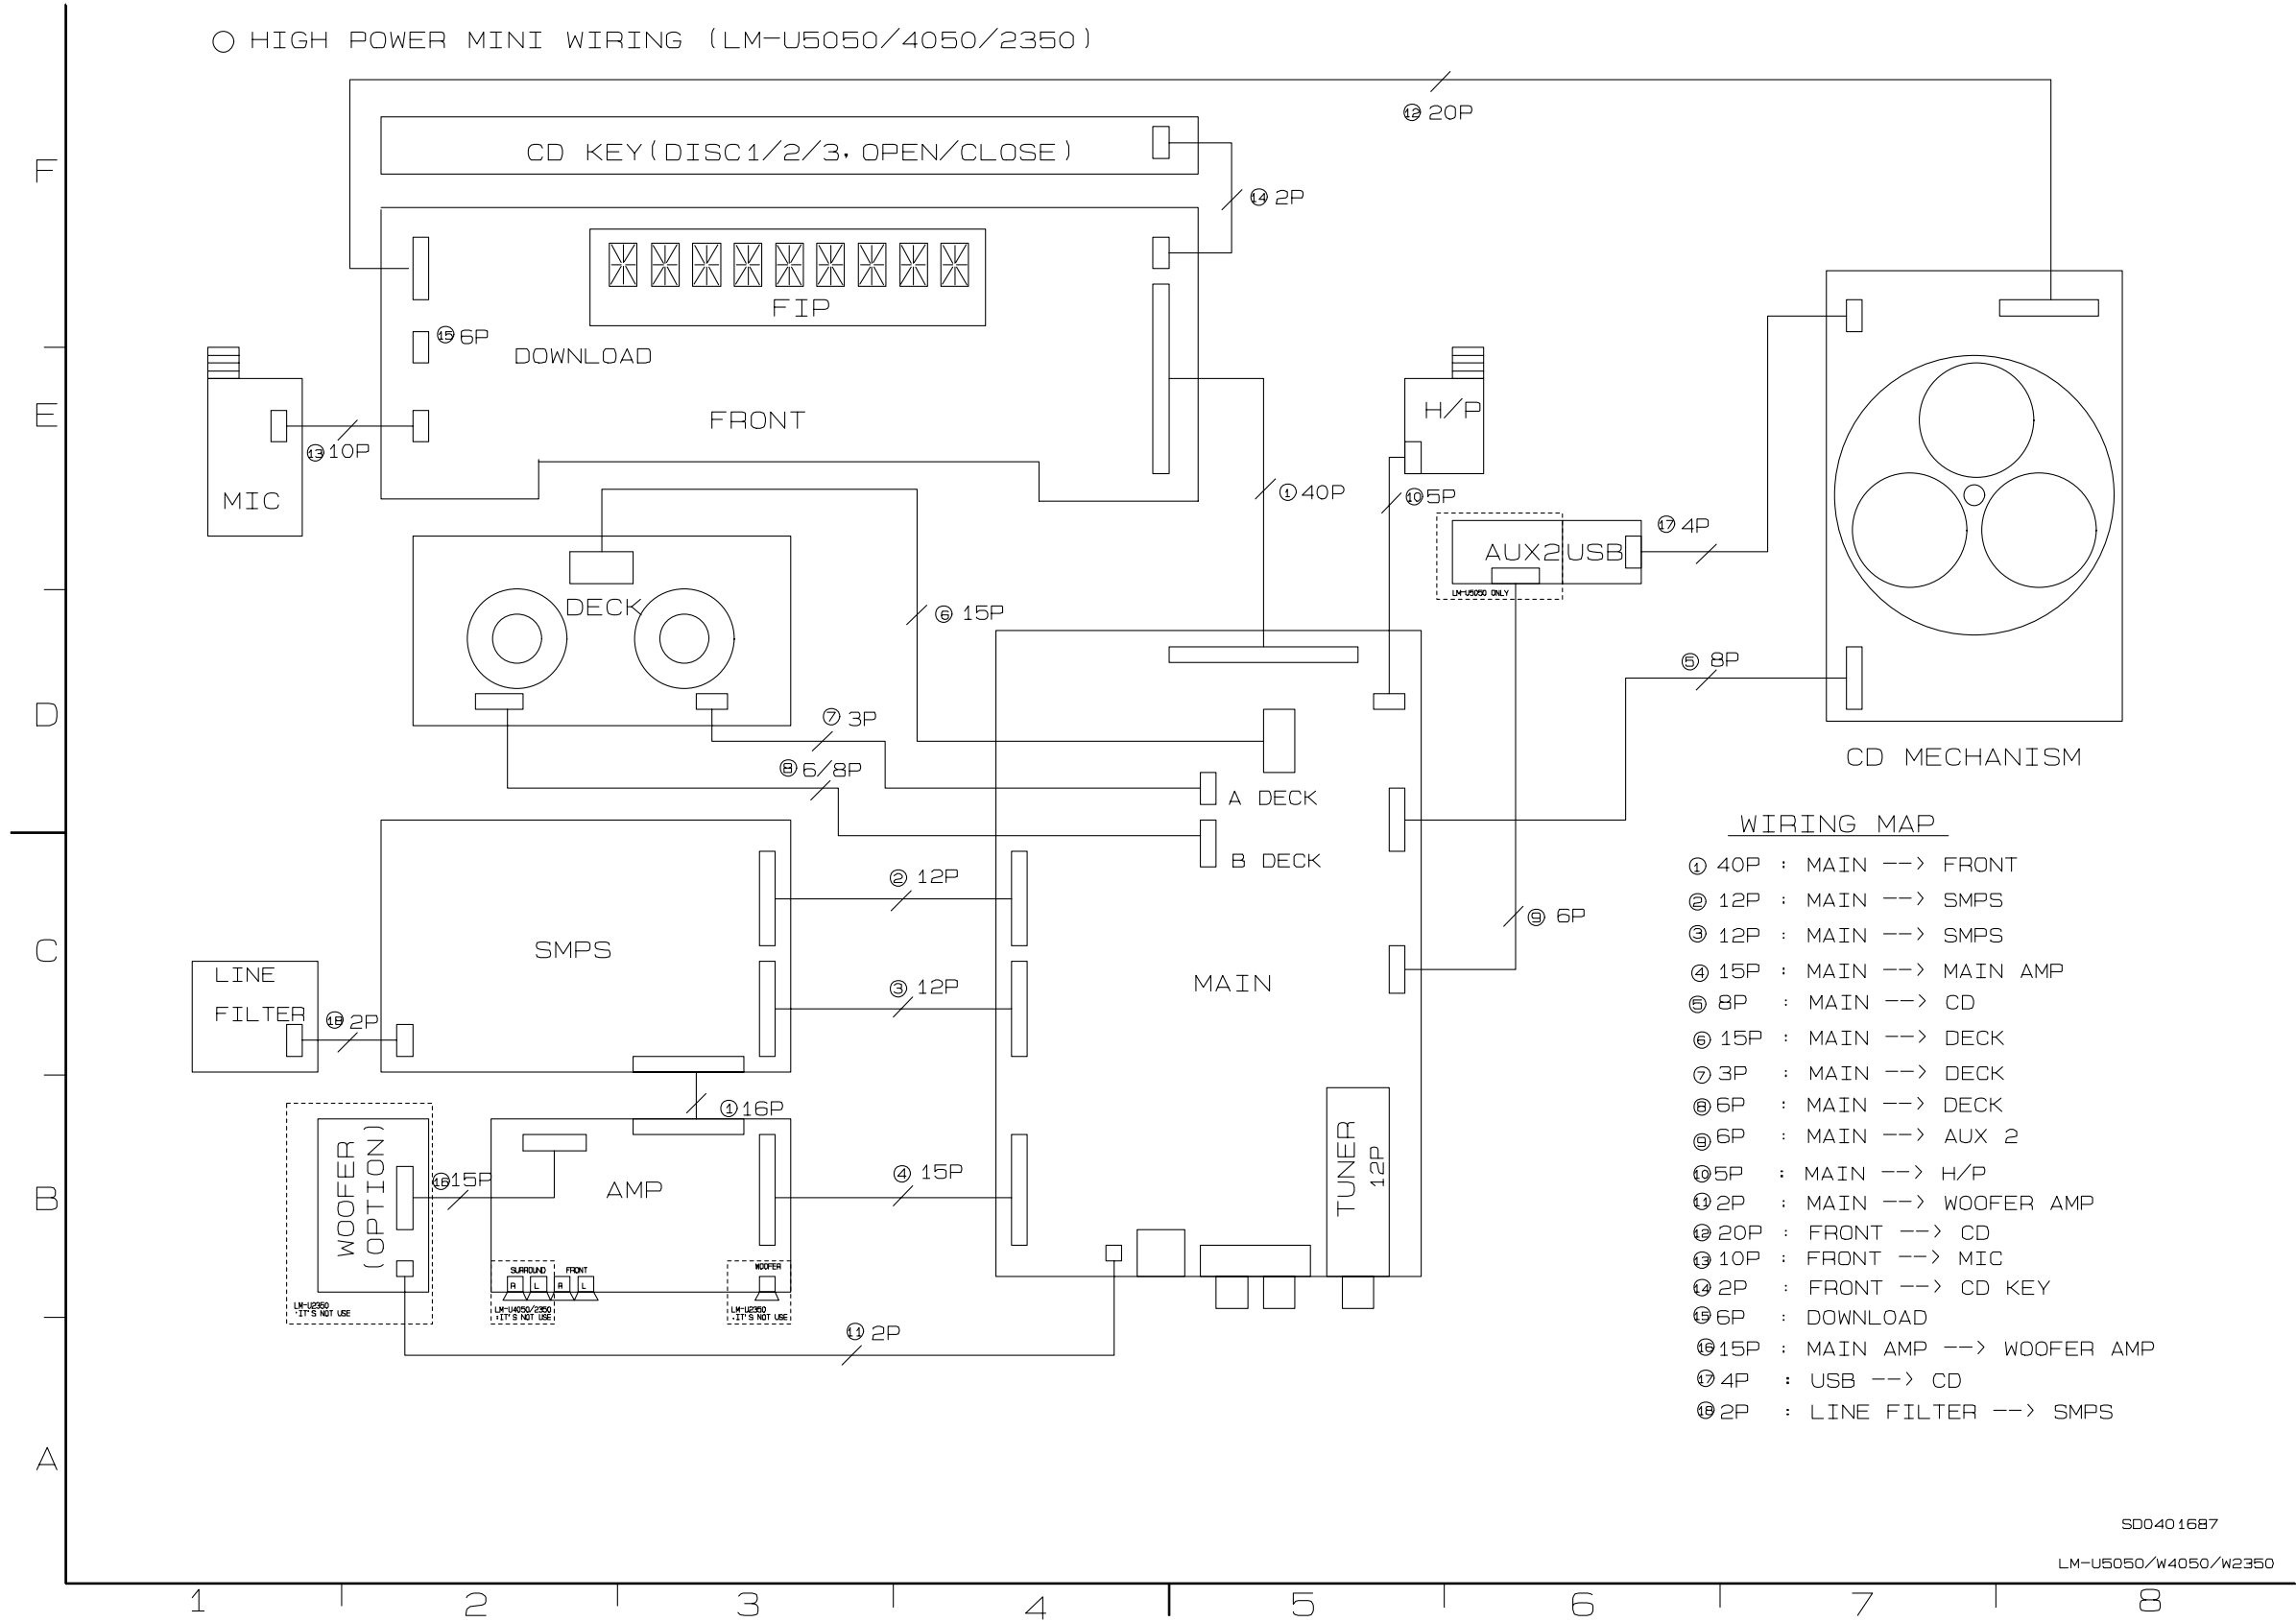 ○ HIGH POWER MINI WIRING (LM-U5050/4050/2350)
⑫ 20P
CD KEY(DISC1/2/3, OPEN/CLOSE)
F
⑭ 2P
FIP
⑮ 6P
DOWNLOAD
E
FRONT
H/P
⑬ 10P
MIC
① 40P
⑩ 5P
⑰ 4P
AUX2 USB
LM-U5050 ONLY
DECK
⑥ 15P
⑤ 8P
D
⑦ 3P
CD MECHANISM
⑧ 6/8P
A DECK
B DECK
② 12P
⑨ 6P
C
SMPS
LINE
FILTER
MAIN
③ 12P
⑱ 2P
① 16P
WOOFER
(OPTION)
⑯ 15P
AMP
④ 15P
TUNER
12P
B
SURROUND FRONT
R L R L
WOOFER
LM-U2350
*IT'S NOT USE
LM-U4050/2350
*IT'S NOT USE
LM-U2350
*IT'S NOT USE
⑪ 2P
WIRING MAP
① 40P : MAIN --> FRONT
② 12P : MAIN --> SMPS
③ 12P : MAIN --> SMPS
④ 15P : MAIN --> MAIN AMP
⑤ 8P : MAIN --> CD
⑥ 15P : MAIN --> DECK
⑦ 3P : MAIN --> DECK
⑧ 6P : MAIN --> DECK
⑨ 6P : MAIN --> AUX 2
⑩ 5P : MAIN --> H/P
⑪ 2P : MAIN --> WOOFER AMP
⑫ 20P : FRONT --> CD
⑬ 10P : FRONT --> MIC
⑭ 2P : FRONT --> CD KEY
⑮ 6P : DOWNLOAD
⑯ 15P : MAIN AMP --> WOOFER AMP
⑰ 4P : USB --> CD
⑱ 2P : LINE FILTER --> SMPS
A
SD0401687
LM-U5050/W4050/W2350
1 2 3 4 5 6 7 8